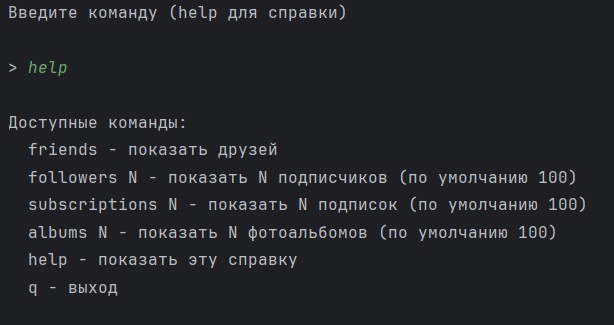 Введите команду (help для справки)
> help
Доступные команды:
friends - показать друзей
followers N - показать N подписчиков (по умолчанию 100)
subscriptions N - показать N подписок (по умолчанию 100)
albums N - показать N фотоальбомов (по умолчанию 100)
help - показать эту справку
q - выход